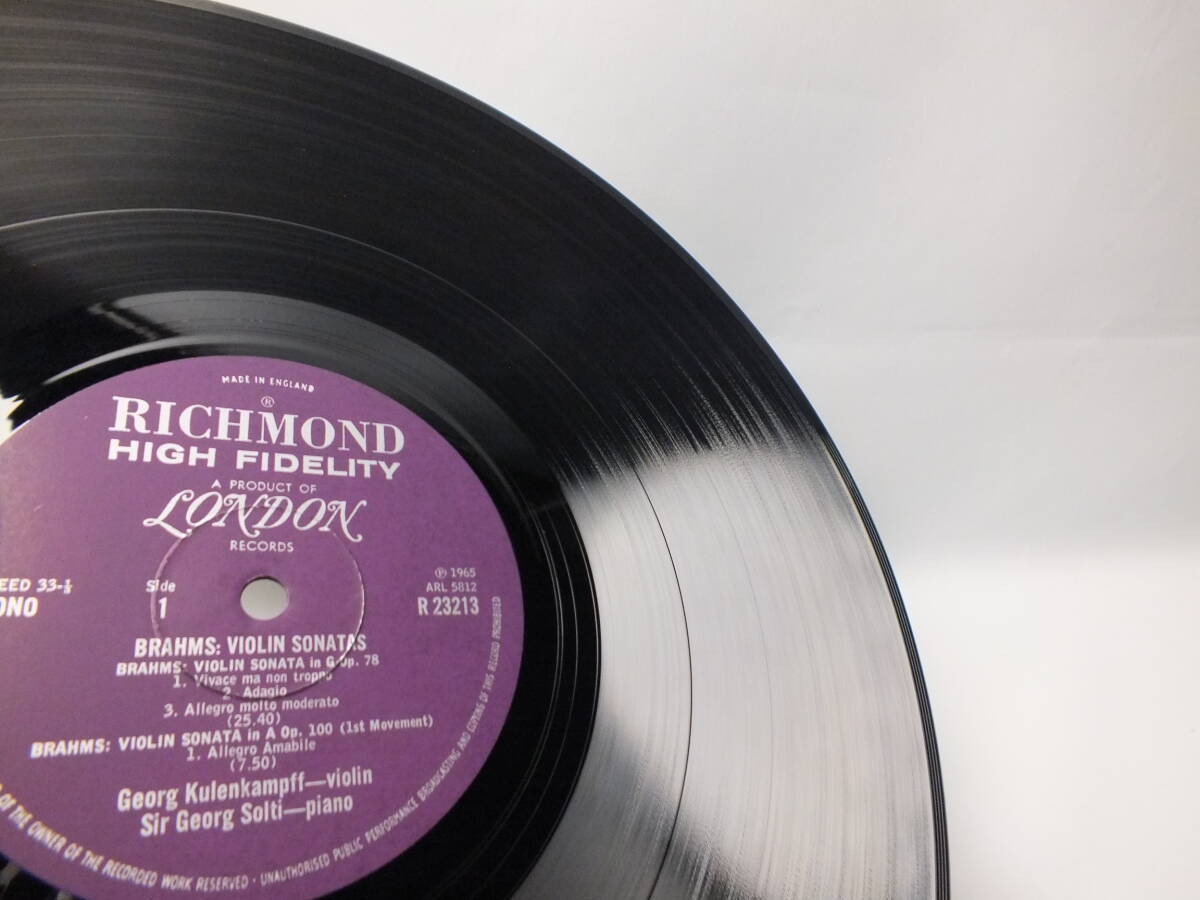 MADE IN ENGLAND
®
RICHMOND
HIGH FIDELITY
A PRODUCT OF
LONDON
RECORDS
EED 33-⅓
ONO
Side
1
℗ 1965
ARL 5812
R 23213
BRAHMS: VIOLIN SONATAS
BRAHMS: VIOLIN SONATA in G Op. 78
1. Vivace ma non troppo
2. Adagio
3. Allegro molto moderato
(25.40)
BRAHMS: VIOLIN SONATA in A Op. 100 (1st Movement)
1. Allegro Amabile
(7.50)
Georg Kulenkampff—violin
Sir Georg Solti—piano
OF THE OWNER OF THE RECORDED WORK RESERVED · UNAUTHORISED PUBLIC PERFORMANCE BROADCASTING AND COPYING OF THIS RECORD PROHIBITED